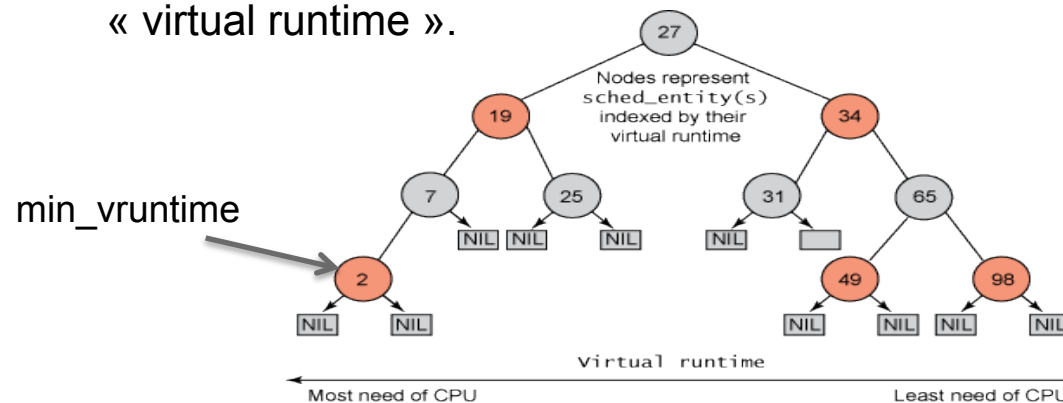 « virtual runtime ».
27
Nodes represent
sched_entity(s)
indexed by their
virtual runtime
19
34
7
25
31
65
min_vruntime
NIL NIL NIL NIL
2
49
98
NIL NIL NIL NIL NIL NIL
Virtual runtime
Most need of CPU Least need of CPU